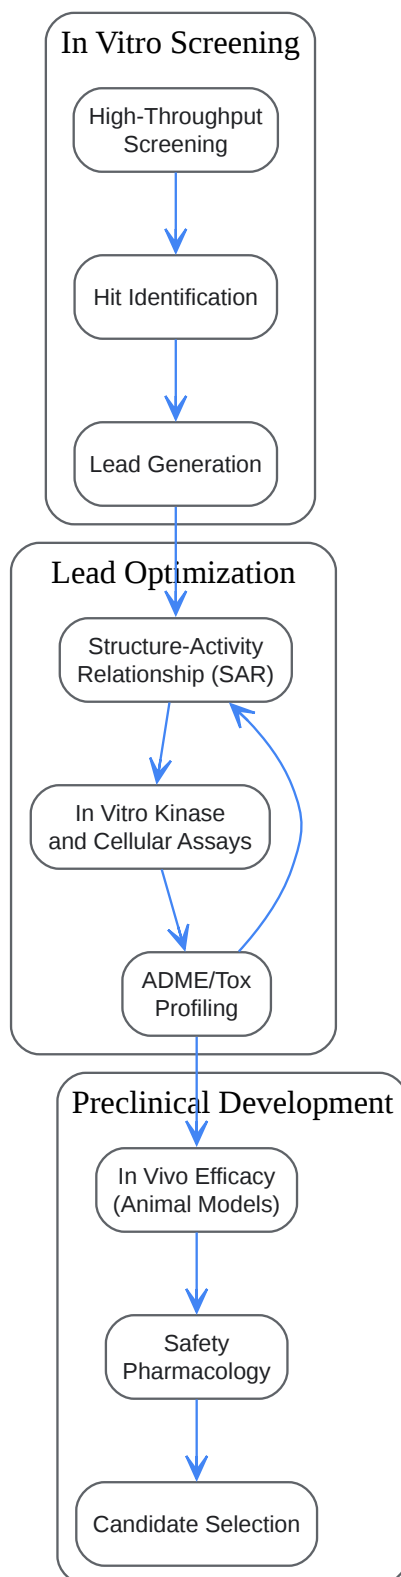 In Vitro Screening
High-Throughput
Screening
Hit Identification
Lead Generation
Lead Optimization
Structure-Activity
Relationship (SAR)
In Vitro Kinase
and Cellular Assays
ADME/Tox
Profiling
Preclinical Development
In Vivo Efficacy
(Animal Models)
Safety
Pharmacology
Candidate Selection